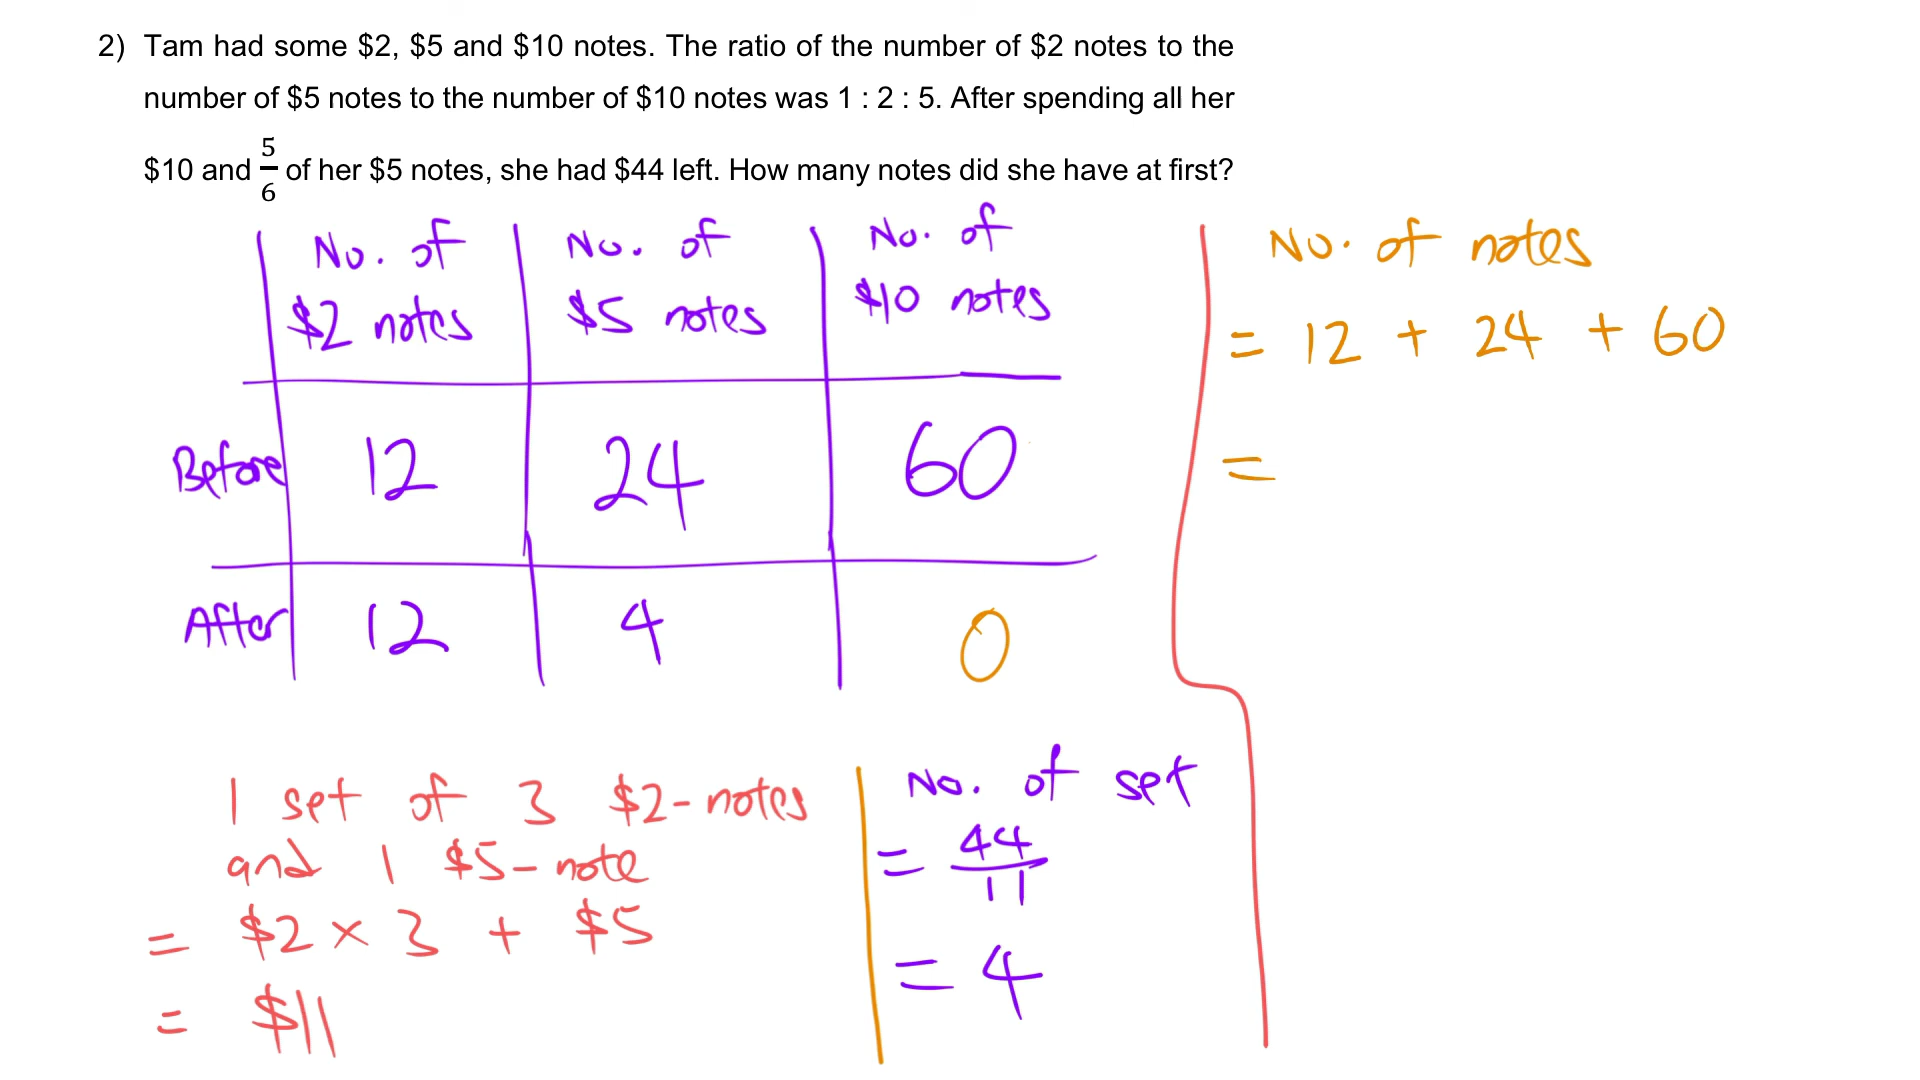 2) Tam had some $2, $5 and $10 notes. The ratio of the number of $2 notes to the
number of $5 notes to the number of $10 notes was 1 : 2 : 5. After spending all her
$10 and 5/6 of her $5 notes, she had $44 left. How many notes did she have at first?
No. of $2 notes No. of $5 notes No. of $10 notes
Before 12 24 60
After 12 4 0
1 set of 3 $2-notes
and 1 $5-note
= $2 × 3 + $5
= $11
No. of set
= 44/11
= 4
No. of notes
= 12 + 24 + 60
=